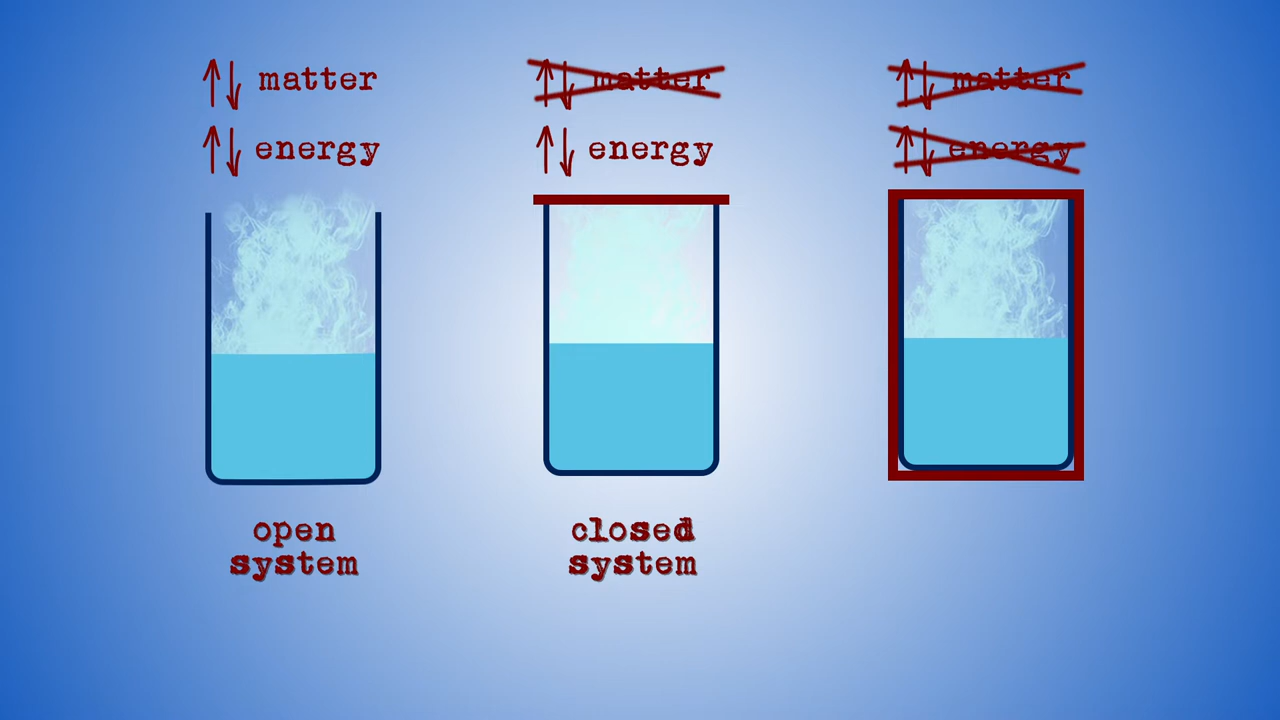 ↑↓ matter
↑↓ energy
↑↓ matter
↑↓ energy
↑↓ matter
↑↓ energy
open
system
closed
system